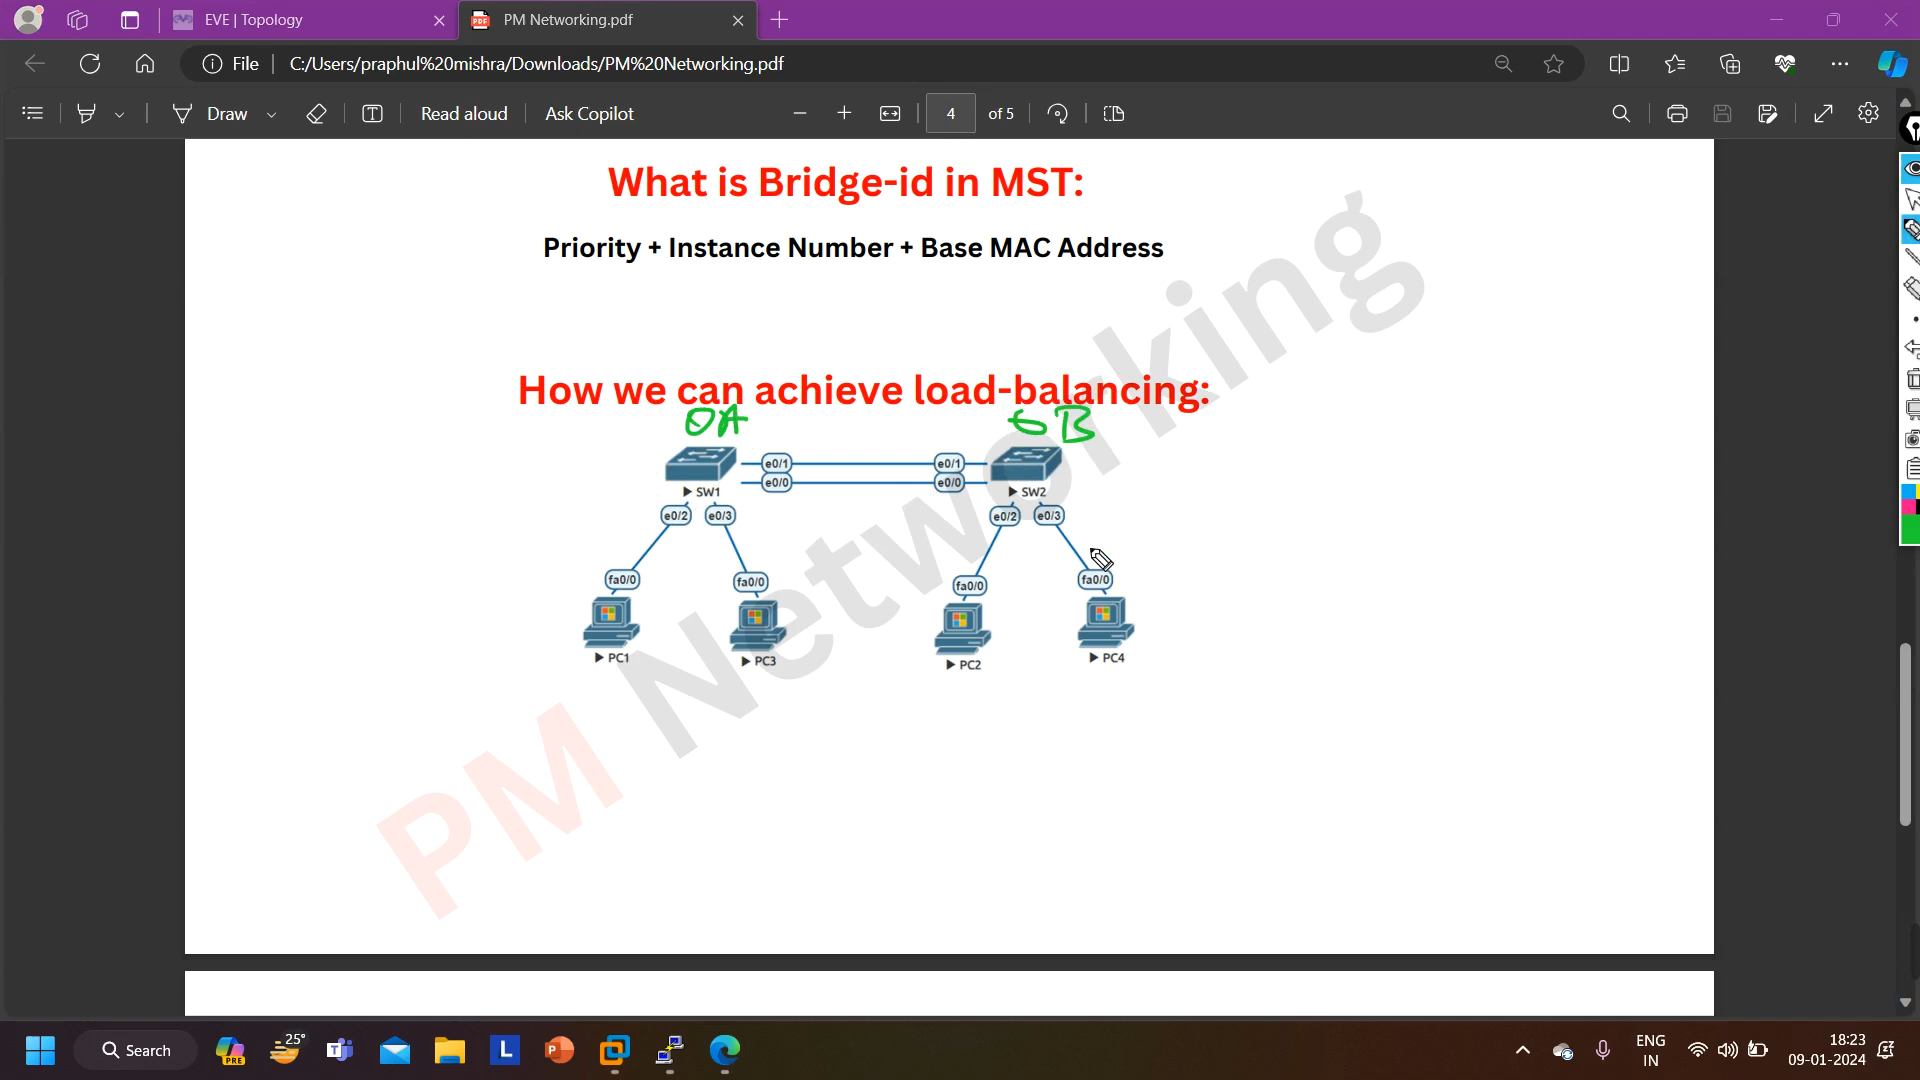 EVE | Topology
PM Networking.pdf
File
C:/Users/praphul%20mishra/Downloads/PM%20Networking.pdf
Draw
Read aloud
Ask Copilot
4
of 5
What is Bridge-id in MST:
Priority + Instance Number + Base MAC Address
How we can achieve load-balancing:
0A
B
e0/1
e0/1
e0/0
e0/0
SW1
SW2
e0/2
e0/3
e0/2
e0/3
fa0/0
fa0/0
fa0/0
fa0/0
PC1
PC3
PC2
PC4
PM Networking
Search
PRE
25°
ENG
IN
18:23
09-01-2024